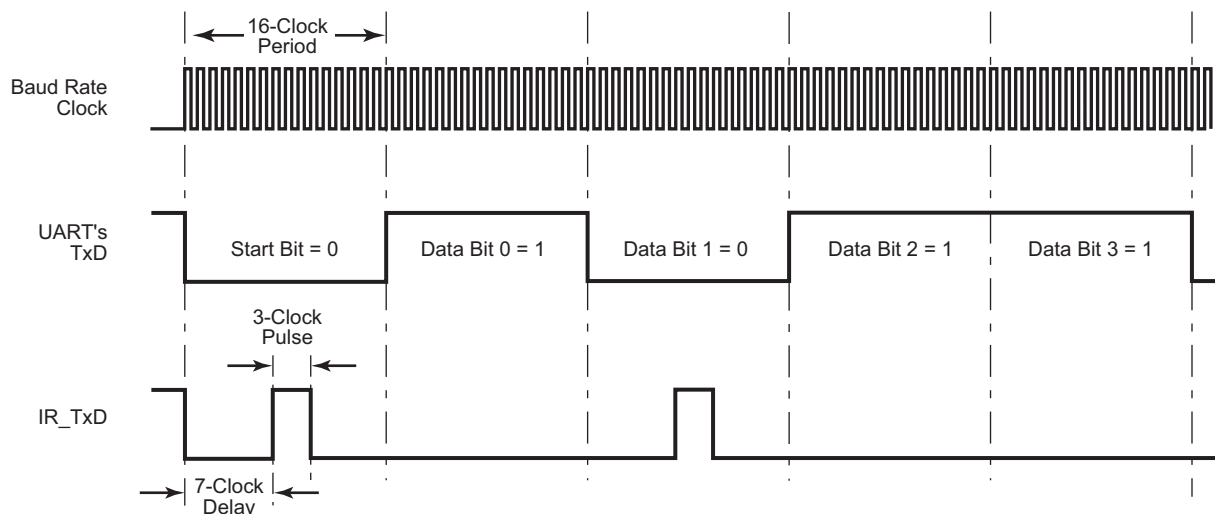 16-Clock
Period
Baud Rate
Clock
UART's
TxD
Start Bit = 0
Data Bit 0 = 1
Data Bit 1 = 0
Data Bit 2 = 1
Data Bit 3 = 1
3-Clock
Pulse
IR_TxD
7-Clock
Delay